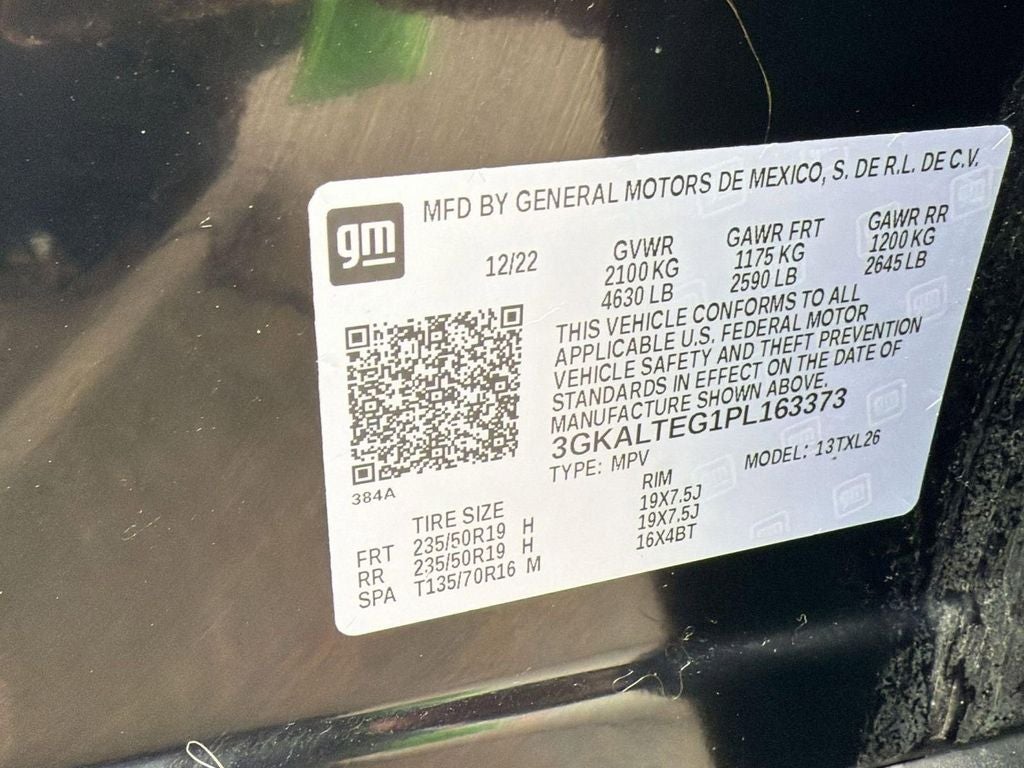 gm
MFD BY GENERAL MOTORS DE MEXICO, S. DE R.L. DE C.V.
12/22
GVWR
2100 KG
4630 LB
GAWR FRT
1175 KG
2590 LB
GAWR RR
1200 KG
2645 LB
THIS VEHICLE CONFORMS TO ALL
APPLICABLE U.S. FEDERAL MOTOR
VEHICLE SAFETY AND THEFT PREVENTION
STANDARDS IN EFFECT ON THE DATE OF
MANUFACTURE SHOWN ABOVE.
3GKALTEG1PL163373
TYPE: MPV MODEL: 13TXL26
384A
TIRE SIZE RIM
FRT 235/50R19 H 19X7.5J
RR 235/50R19 H 19X7.5J
SPA T135/70R16 M 16X4BT